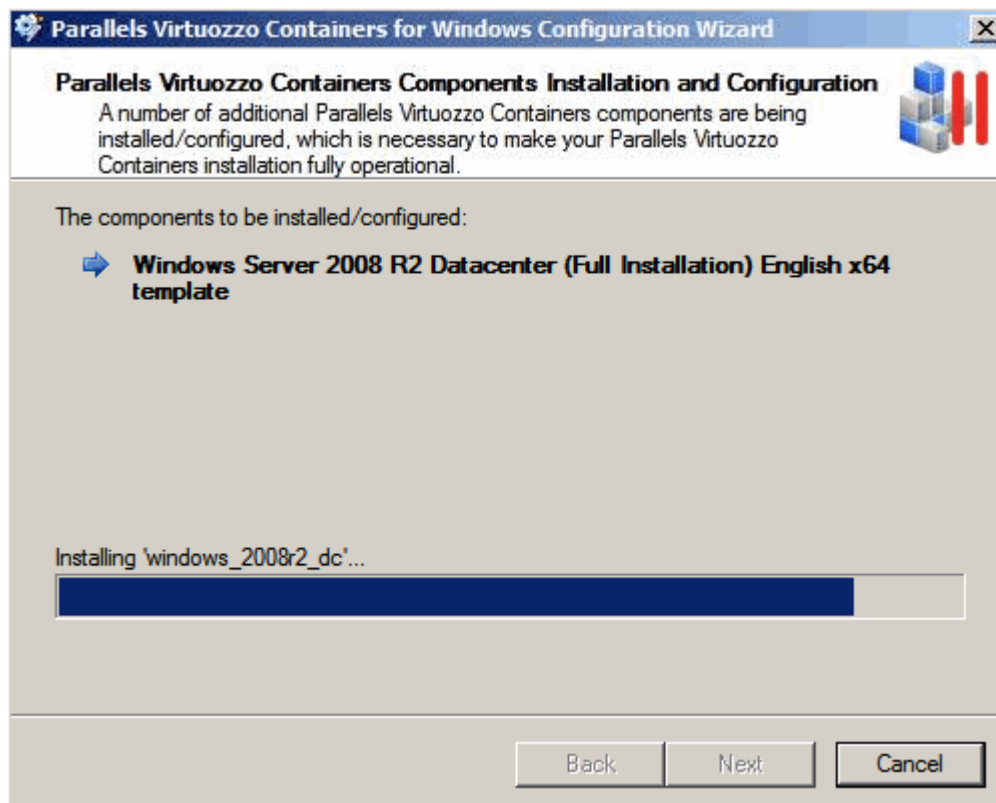 Parallels Virtuozzo Containers for Windows Configuration Wizard
Parallels Virtuozzo Containers Components Installation and Configuration
A number of additional Parallels Virtuozzo Containers components are being
installed/configured, which is necessary to make your Parallels Virtuozzo
Containers installation fully operational.
The components to be installed/configured:
Windows Server 2008 R2 Datacenter (Full Installation) English x64
template
Installing 'windows_2008r2_dc'...
Back
Next
Cancel